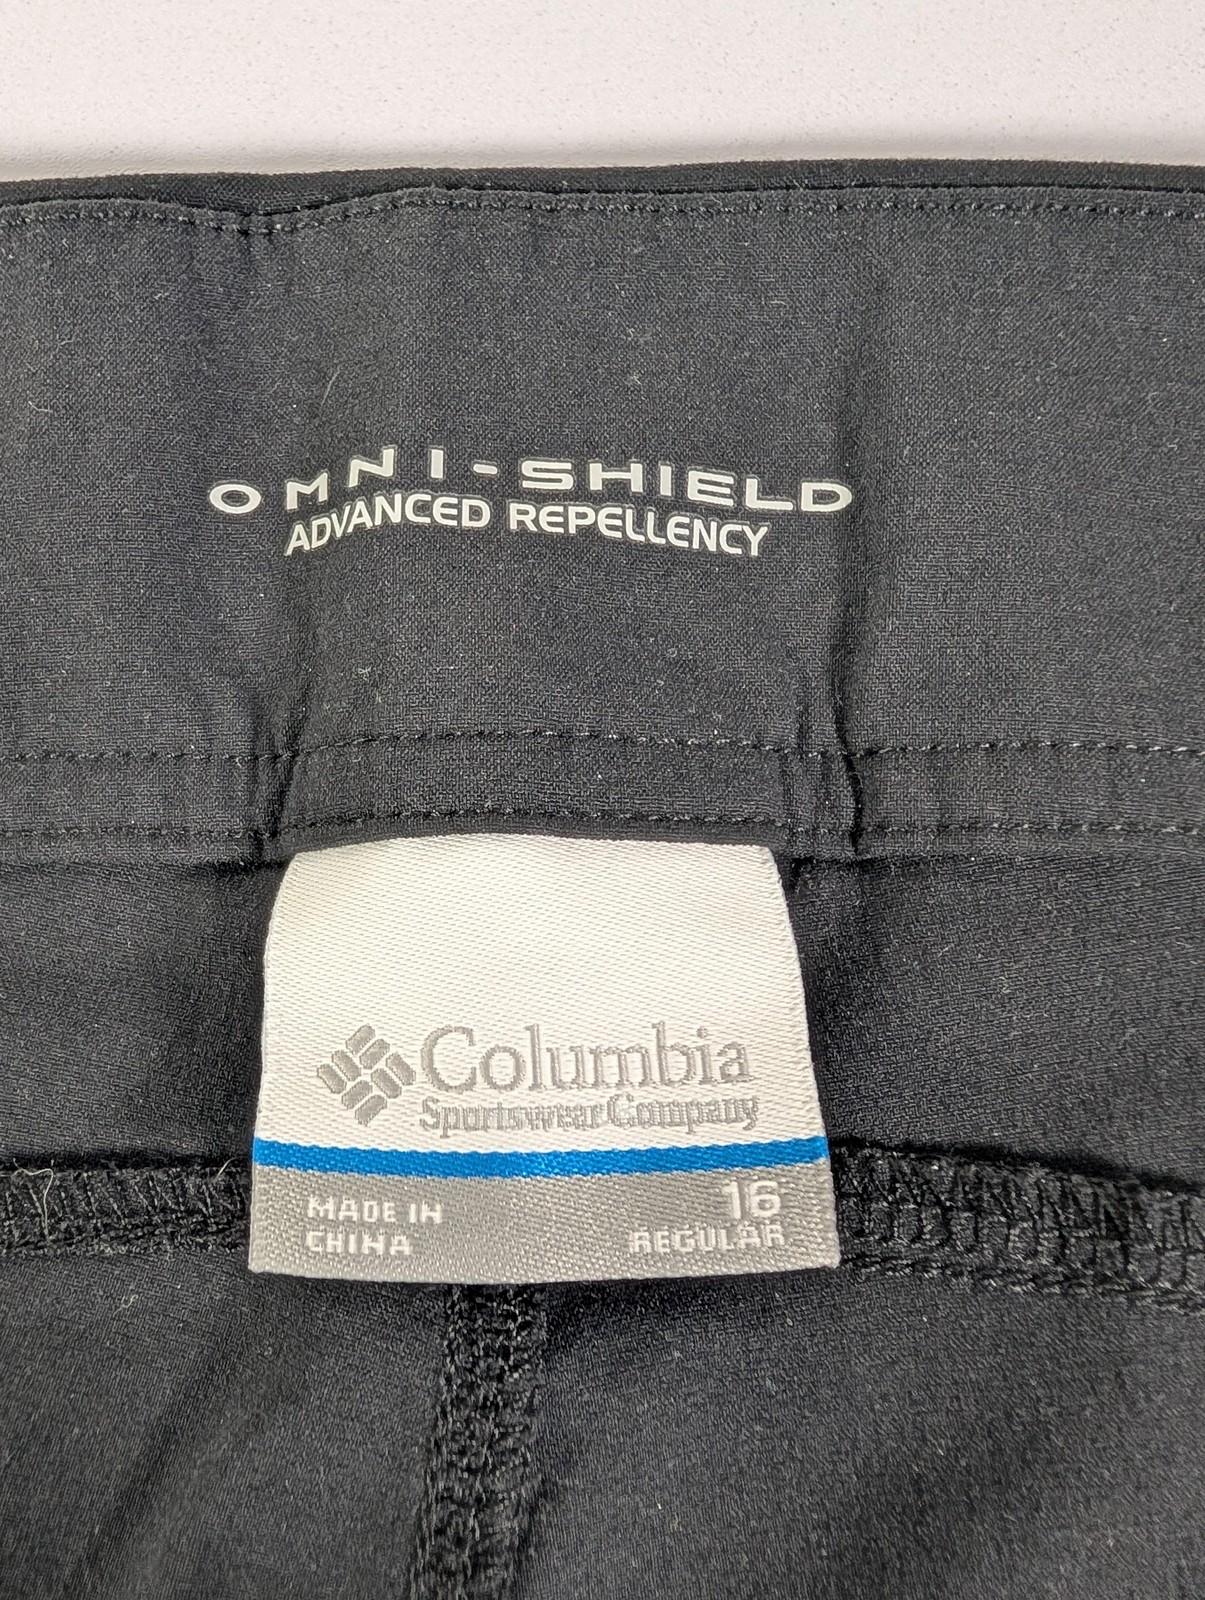 OMNI-SHIELD
ADVANCED REPELLENCY
Columbia
Sportswear Company
MADE IN
CHINA
16
REGULAR